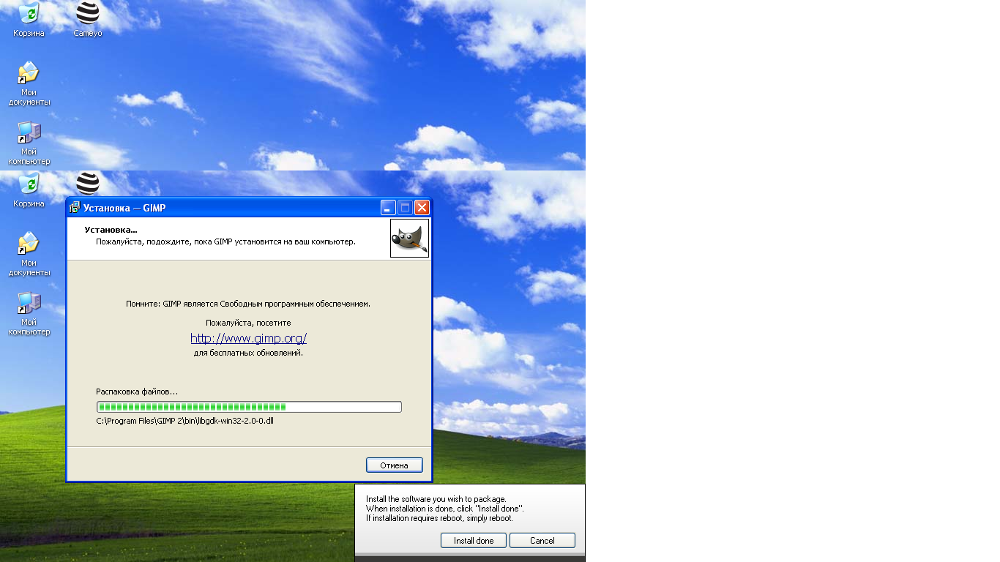 Корзина
Cameyo
Мои
документы
Мой
компьютер
Корзина
Мои
документы
Мой
компьютер
Установка — GIMP
Установка...
Пожалуйста, подождите, пока GIMP установится на ваш компьютер.
Помните: GIMP является Свободным программным обеспечением.
Пожалуйста, посетите
http://www.gimp.org/
для бесплатных обновлений.
Распаковка файлов...
C:\Program Files\GIMP 2\bin\libgdk-win32-2.0-0.dll
Отмена
Install the software you wish to package.
When installation is done, click "Install done".
If installation requires reboot, simply reboot.
Install done
Cancel